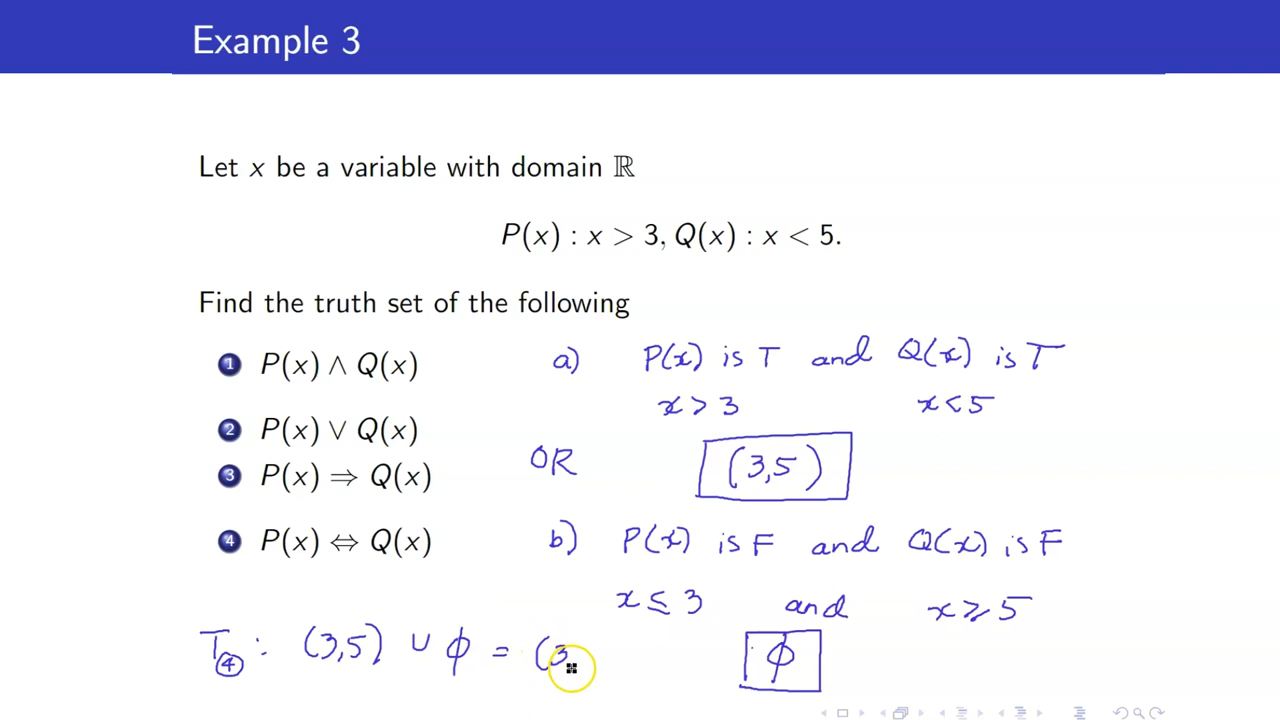 Example 3
Let x be a variable with domain ℝ
P(x) : x > 3, Q(x) : x < 5.
Find the truth set of the following
1 P(x) ∧ Q(x)
2 P(x) ∨ Q(x)
3 P(x) ⇒ Q(x)
4 P(x) ⇔ Q(x)
a) P(x) is T and Q(x) is T
x > 3 x < 5
OR (3,5)
b) P(x) is F and Q(x) is F
x ≤ 3 and x ≥ 5
ϕ
T④ : (3,5) ∪ ϕ = (3